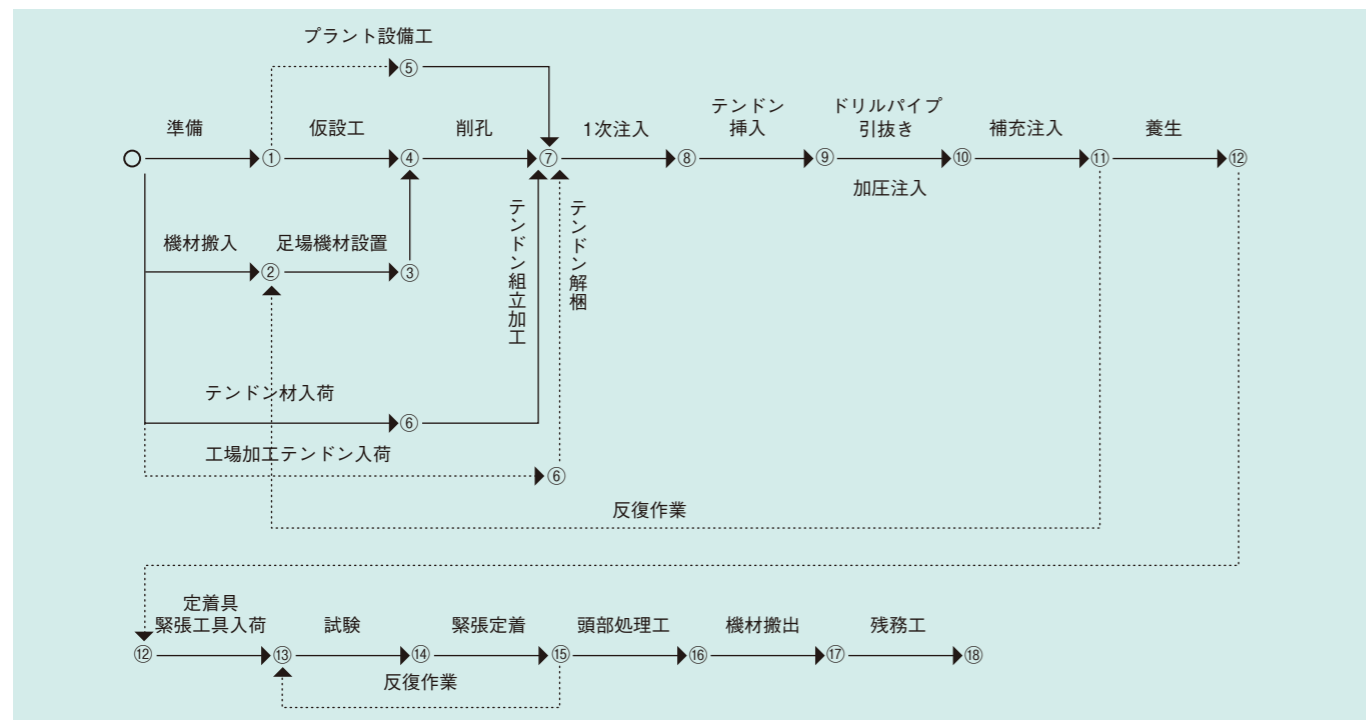 プラント設備工
⑤
準備
仮設工
削孔
1次注入
テンドン
挿入
ドリルパイプ
引抜き
補充注入
養生
①
④
⑦
⑧
⑨
⑩
⑪
⑫
加圧注入
機材搬入
足場機材設置
②
③
テンドン組立加工
テンドン解梱
テンドン材入荷
⑥
工場加工テンドン入荷
⑥
反復作業
定着具
緊張工具入荷
試験
緊張定着
頭部処理工
機材搬出
残務工
⑫
⑬
⑭
⑮
⑯
⑰
⑱
反復作業